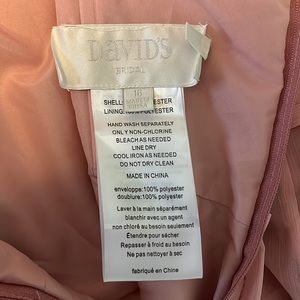 DAVID'S
BRIDAL
16
SHELL: ESTER
LINING: 100% POLYESTER
HAND WASH SEPARATELY
ONLY NON-CHLORINE
BLEACH AS NEEDED
LINE DRY
COOL IRON AS NEEDED
DO NOT DRY CLEAN
MADE IN CHINA
enveloppe:100% polyester
doublure:100% polyester
Laver à la main séparément
blanchir avec un agent
non chloré au besoin seulement
Étendre pour sécher
Repasser à froid au besoin
Ne pas nettoyer à sec
fabriqué en Chine